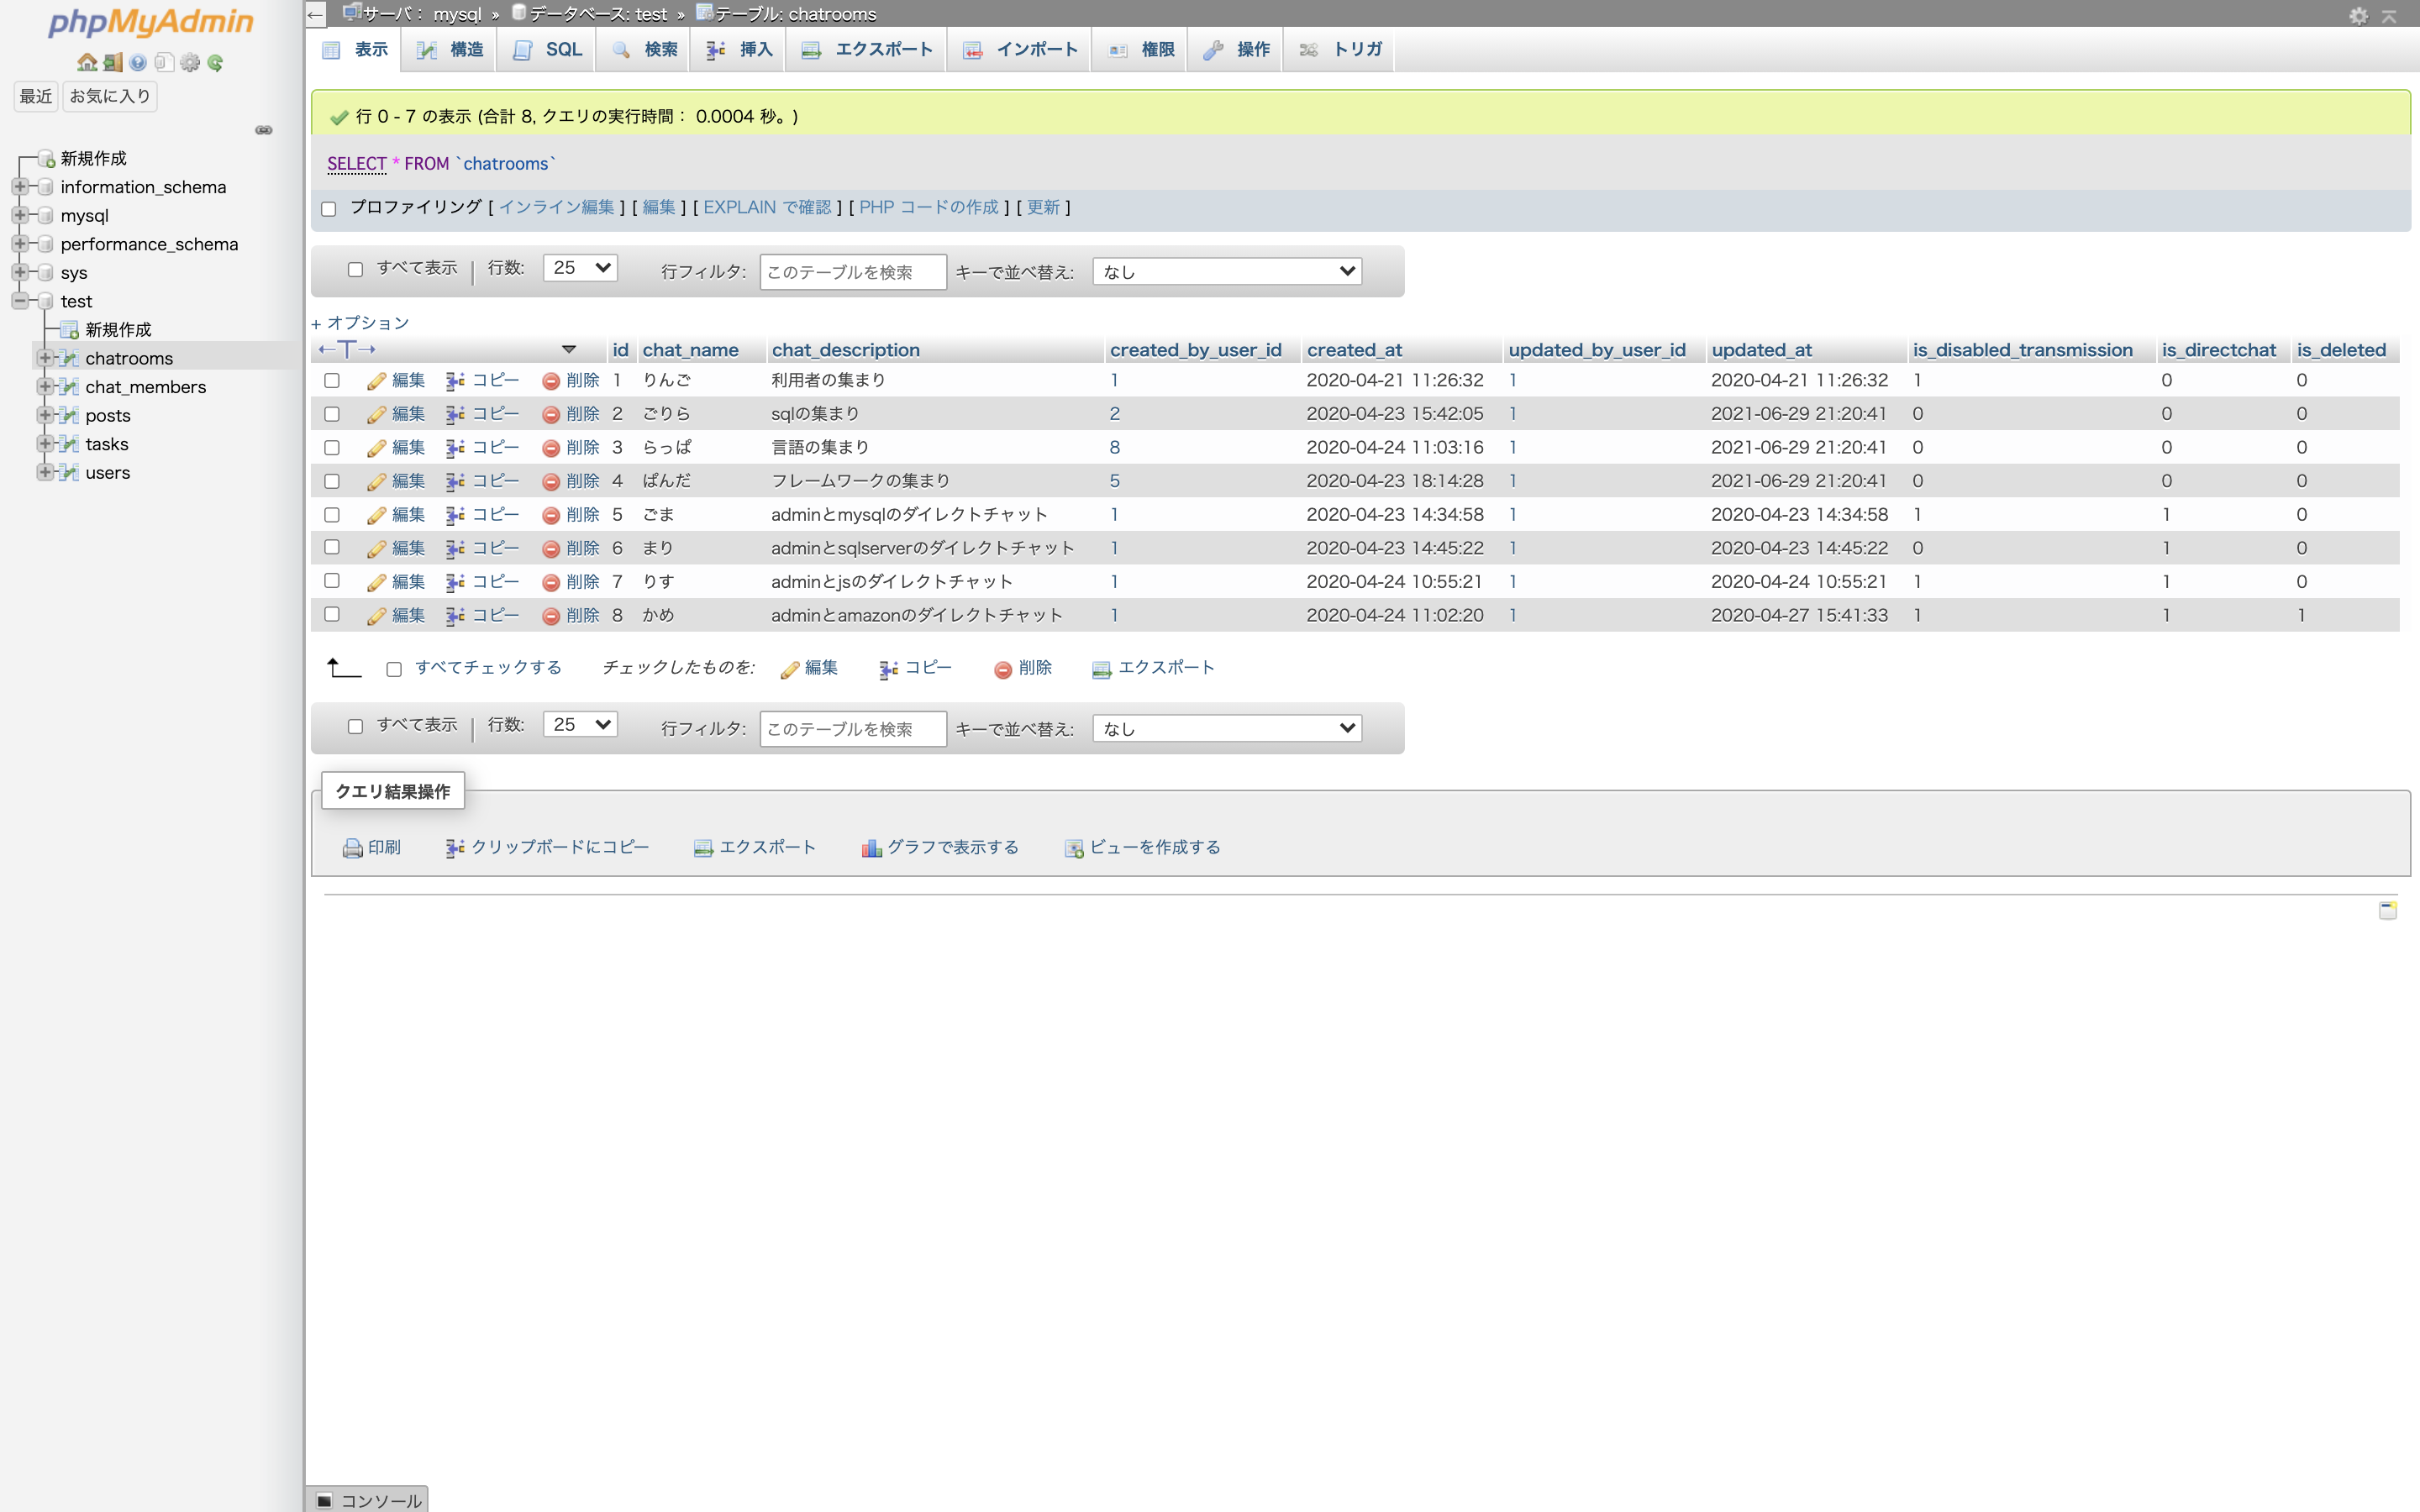 phpMyAdmin
最近 お気に入り
新規作成
information_schema
mysql
performance_schema
sys
test
新規作成
chatrooms
chat_members
posts
tasks
users
サーバ： mysql » データベース: test » テーブル: chatrooms
表示 構造 SQL 検索 挿入 エクスポート インポート 権限 操作 トリガ
行 0 - 7 の表示 (合計 8, クエリの実行時間： 0.0004 秒。)
SELECT * FROM `chatrooms`
プロファイリング [ インライン編集 ] [ 編集 ] [ EXPLAIN で確認 ] [ PHP コードの作成 ] [ 更新 ]
すべて表示 | 行数: 25 行フィルタ: このテーブルを検索 キーで並べ替え: なし
+ オプション
←T→ id chat_name chat_description created_by_user_id created_at updated_by_user_id updated_at is_disabled_transmission is_directchat is_deleted
編集 コピー 削除 1 りんご 利用者の集まり 1 2020-04-21 11:26:32 1 2020-04-21 11:26:32 1 0 0
編集 コピー 削除 2 ごりら sqlの集まり 2 2020-04-23 15:42:05 1 2021-06-29 21:20:41 0 0 0
編集 コピー 削除 3 らっぱ 言語の集まり 8 2020-04-24 11:03:16 1 2021-06-29 21:20:41 0 0 0
編集 コピー 削除 4 ぱんだ フレームワークの集まり 5 2020-04-23 18:14:28 1 2021-06-29 21:20:41 0 0 0
編集 コピー 削除 5 ごま adminとmysqlのダイレクトチャット 1 2020-04-23 14:34:58 1 2020-04-23 14:34:58 1 1 0
編集 コピー 削除 6 まり adminとsqlserverのダイレクトチャット 1 2020-04-23 14:45:22 1 2020-04-23 14:45:22 0 1 0
編集 コピー 削除 7 りす adminとjsのダイレクトチャット 1 2020-04-24 10:55:21 1 2020-04-24 10:55:21 1 1 0
編集 コピー 削除 8 かめ adminとamazonのダイレクトチャット 1 2020-04-24 11:02:20 1 2020-04-27 15:41:33 1 1 1
すべてチェックする チェックしたものを: 編集 コピー 削除 エクスポート
すべて表示 | 行数: 25 行フィルタ: このテーブルを検索 キーで並べ替え: なし
クエリ結果操作
印刷 クリップボードにコピー エクスポート グラフで表示する ビューを作成する
コンソール